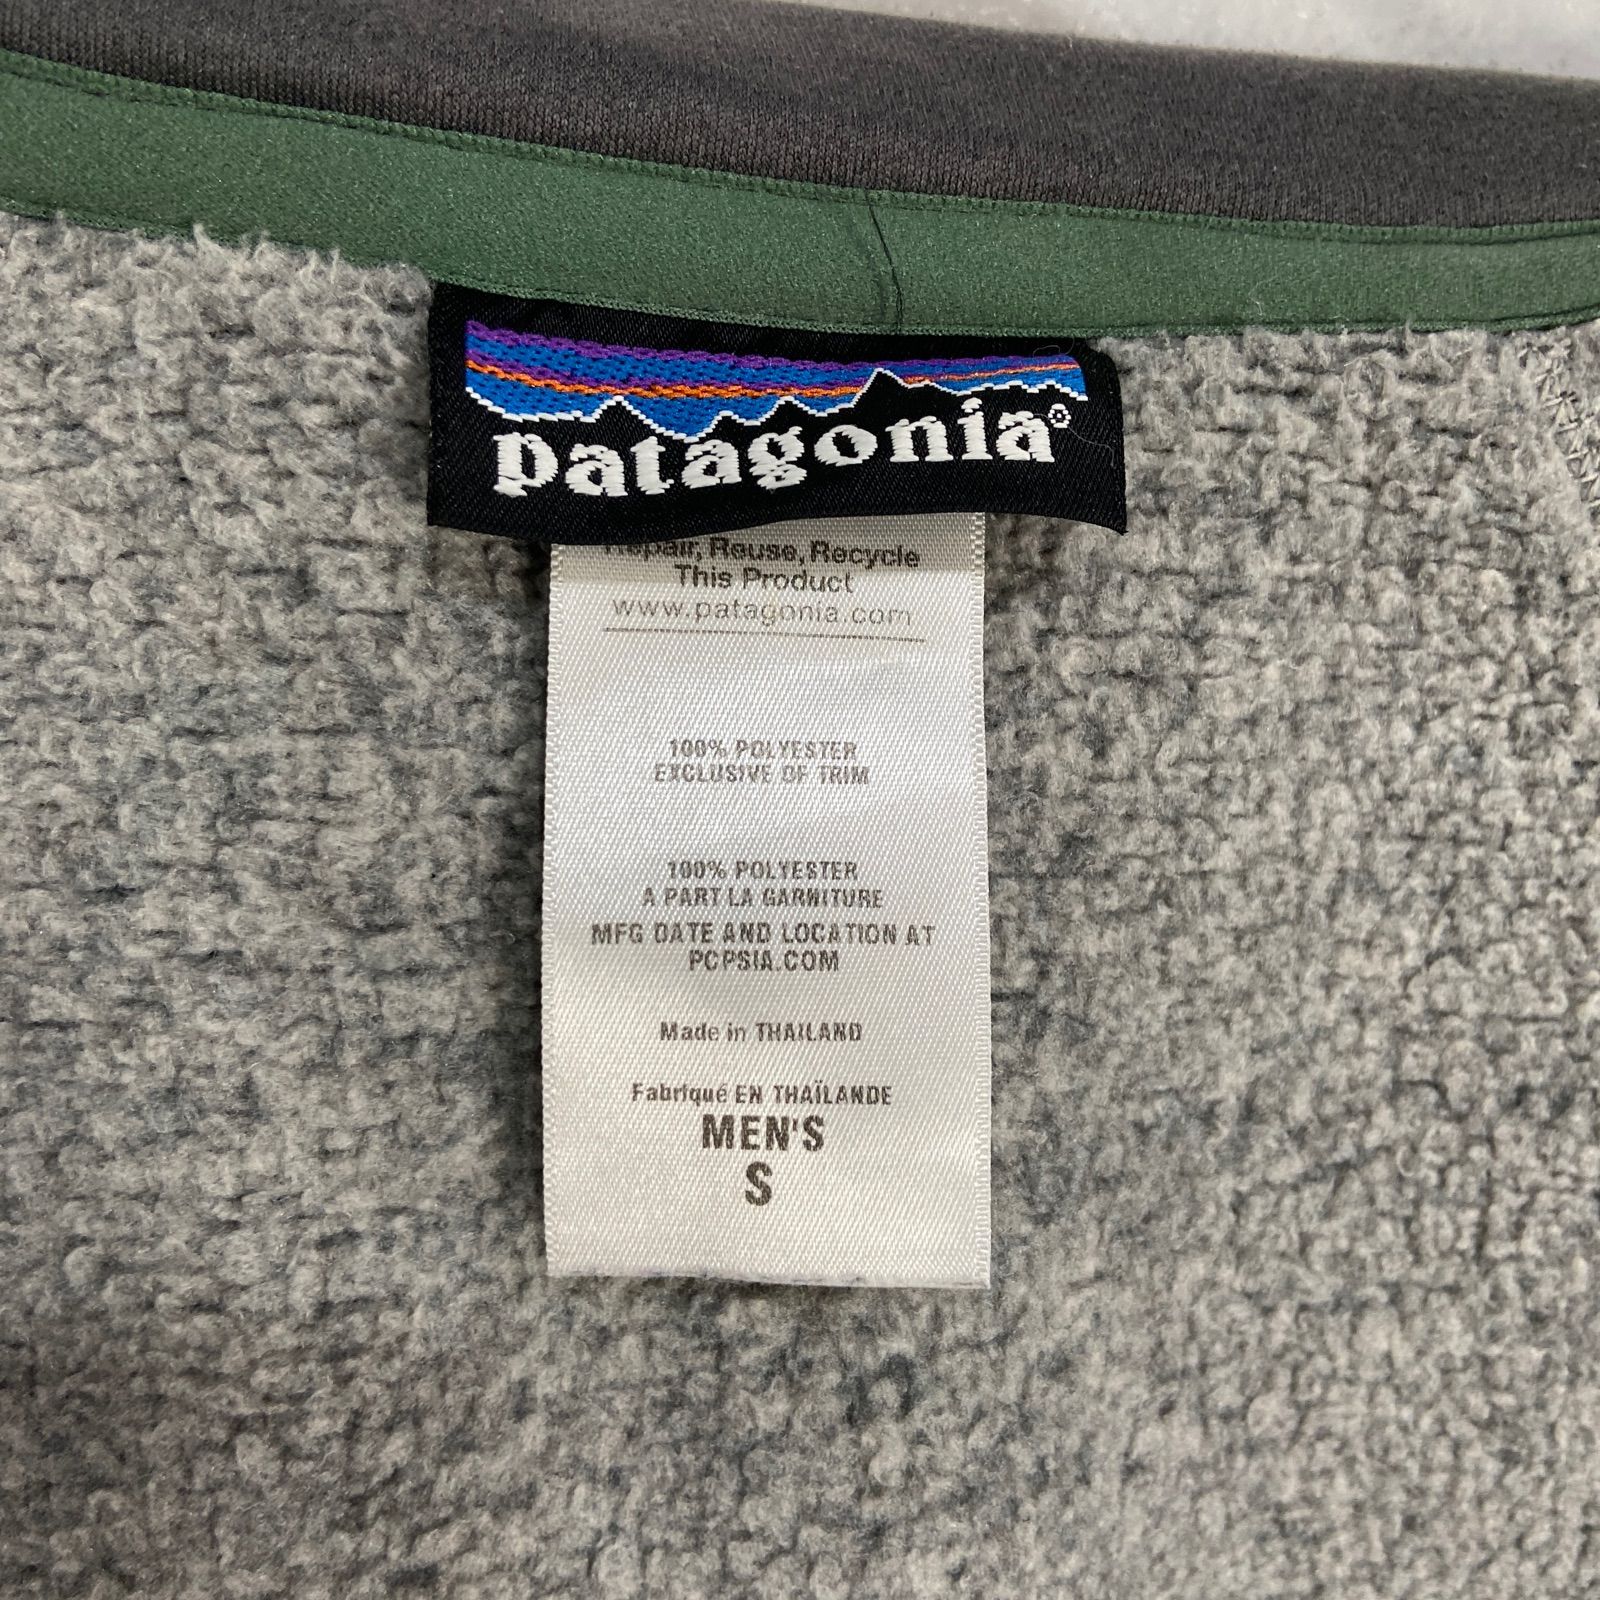 patagonia®
Repair, Reuse, Recycle
This Product
www.patagonia.com
100% POLYESTER
EXCLUSIVE OF TRIM
100% POLYESTER
A PART LA GARNITURE
MFG DATE AND LOCATION AT
PCPSIA.COM
Made in THAILAND
Fabriqué EN THAÏLANDE
MEN'S
S